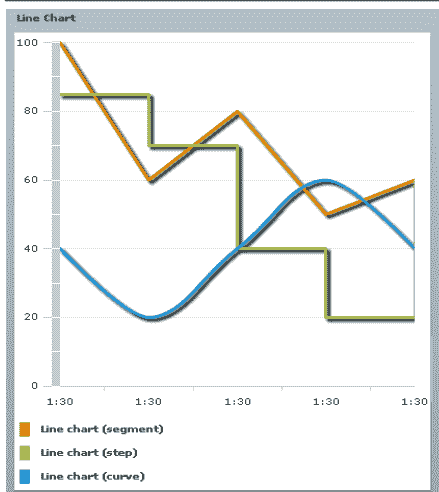 Line Chart
100
80
60
40
20
0
1:30 1:30 1:30 1:30 1:30
Line chart (segment)
Line chart (step)
Line chart (curve)